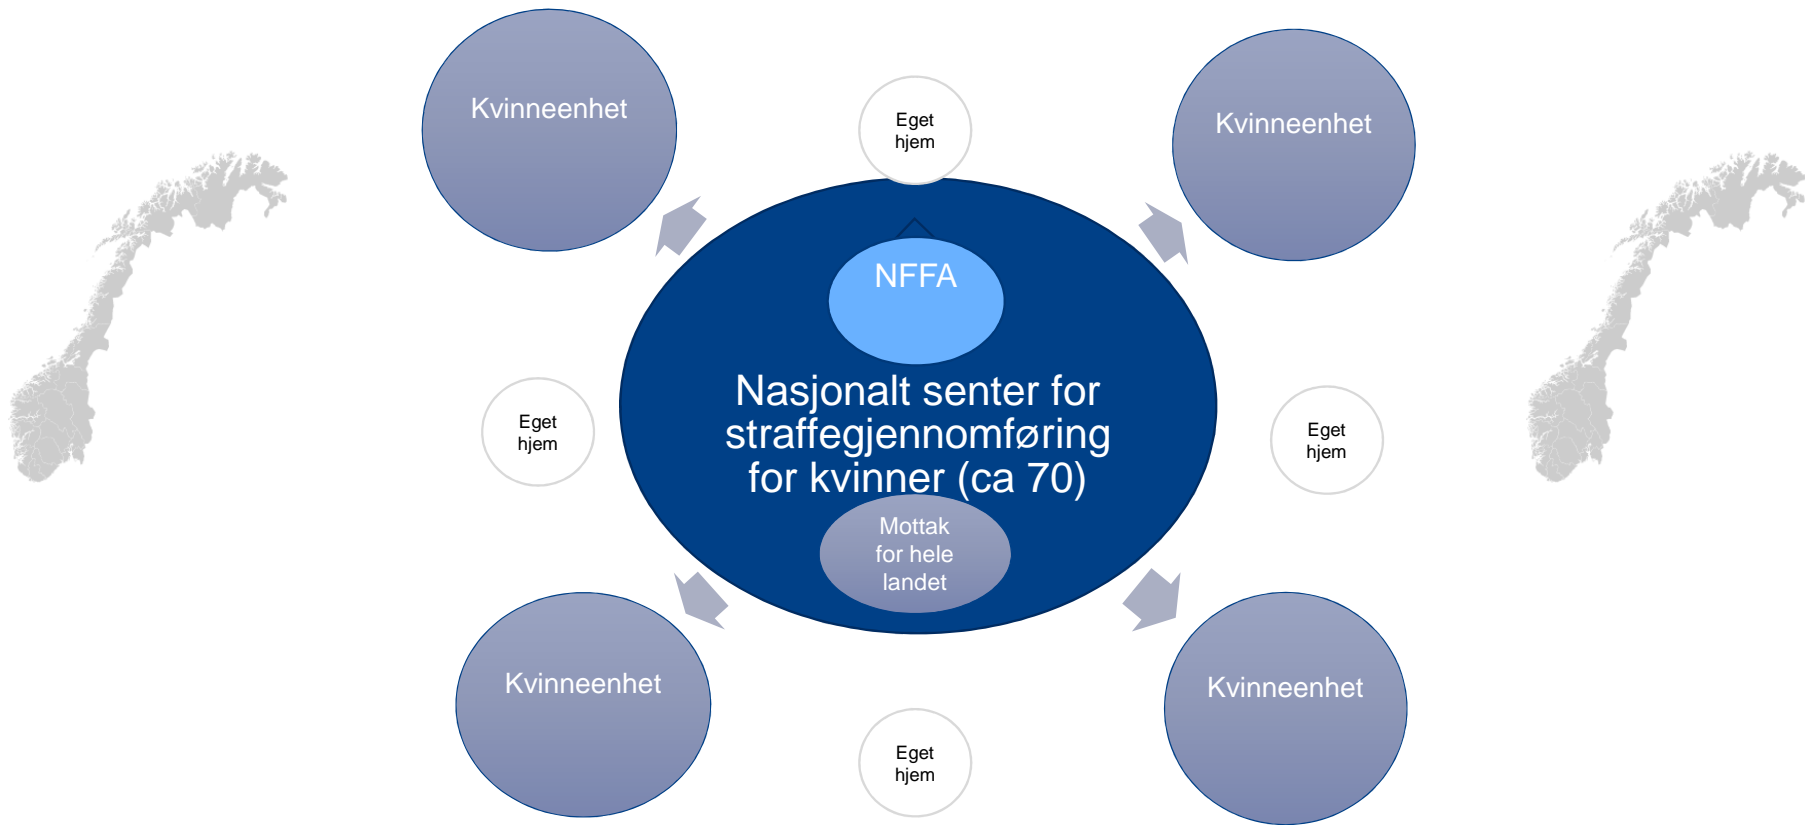 Kvinneenhet
Eget
hjem
Kvinneenhet
NFFA
Nasjonalt senter for
straffegjennomføring
for kvinner (ca 70)
Eget
hjem
Eget
hjem
Mottak
for hele
landet
Kvinneenhet
Kvinneenhet
Eget
hjem